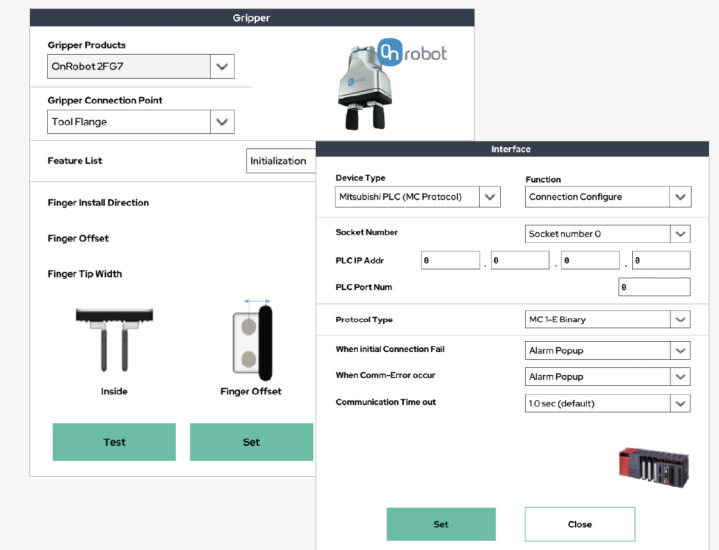 Gripper
Gripper Products
OnRobot 2FG7
OnRobot
Gripper Connection Point
Tool Flange
Feature List
Initialization
Finger Install Direction
Finger Offset
Finger Tip Width
Inside
Finger Offset
Test
Set
Interface
Device Type
Function
Mitsubishi PLC (MC Protocol)
Connection Configure
Socket Number
Socket number 0
PLC IP Addr
0 . 0 . 0 . 0
PLC Port Num
0
Protocol Type
MC 1-E Binary
When initial Connection Fail
Alarm Popup
When Comm-Error occur
Alarm Popup
Communication Time out
1.0 sec (default)
Set
Close